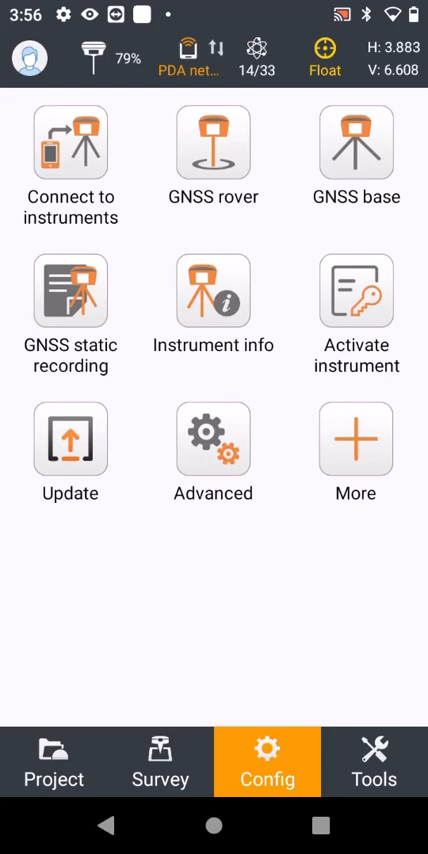 3:56
79%
PDA net...
14/33
Float
H: 3.883
V: 6.608
Connect to
instruments
GNSS rover
GNSS base
GNSS static
recording
Instrument info
Activate
instrument
Update
Advanced
More
Project
Survey
Config
Tools